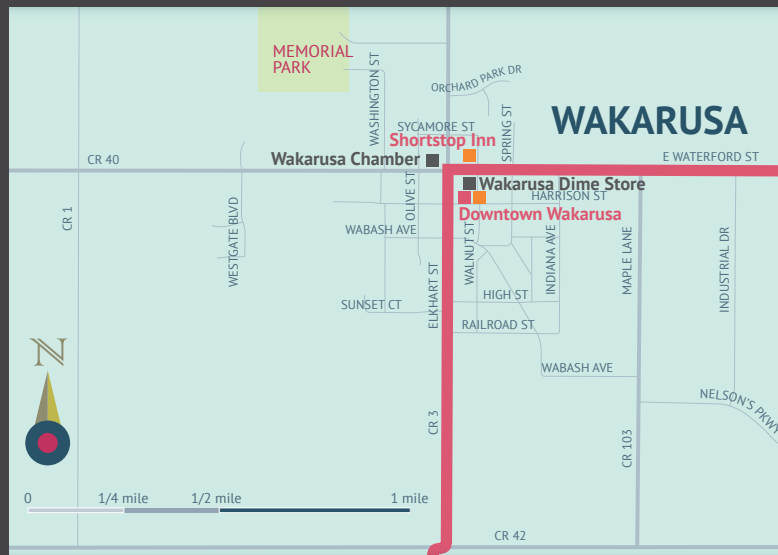 MEMORIAL
PARK
WASHINGTON ST
ORCHARD PARK DR
SYCAMORE ST
SPRING ST
WAKARUSA
Shortstop Inn
Wakarusa Chamber
CR 40
E WATERFORD ST
Wakarusa Dime Store
HARRISON ST
Downtown Wakarusa
OLIVE ST
CR 1
WESTGATE BLVD
WABASH AVE
WALNUT ST
INDIANA AVE
MAPLE LANE
INDUSTRIAL DR
ELKHART ST
SUNSET CT
HIGH ST
RAILROAD ST
N
WABASH AVE
NELSON'S PKWY
CR 3
CR 103
0 1/4 mile 1/2 mile 1 mile
CR 42